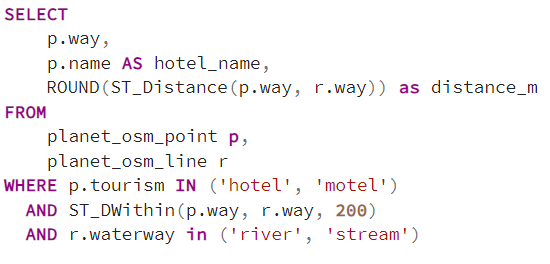 SELECT
    p.way,
    p.name AS hotel_name,
    ROUND(ST_Distance(p.way, r.way)) as distance_m
FROM
    planet_osm_point p,
    planet_osm_line r
WHERE p.tourism IN ('hotel', 'motel')
  AND ST_DWithin(p.way, r.way, 200)
  AND r.waterway in ('river', 'stream')